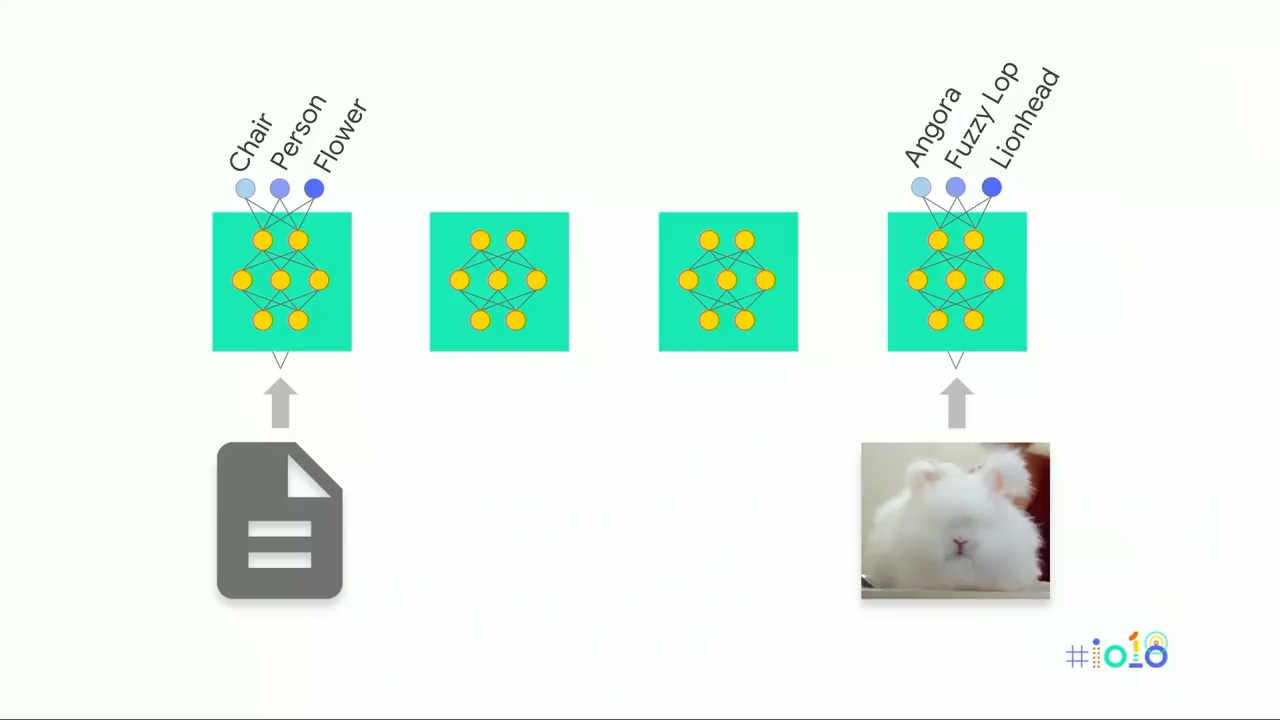 Chair
Person
Flower
Angora
Fuzzy Lop
Lionhead
#io18